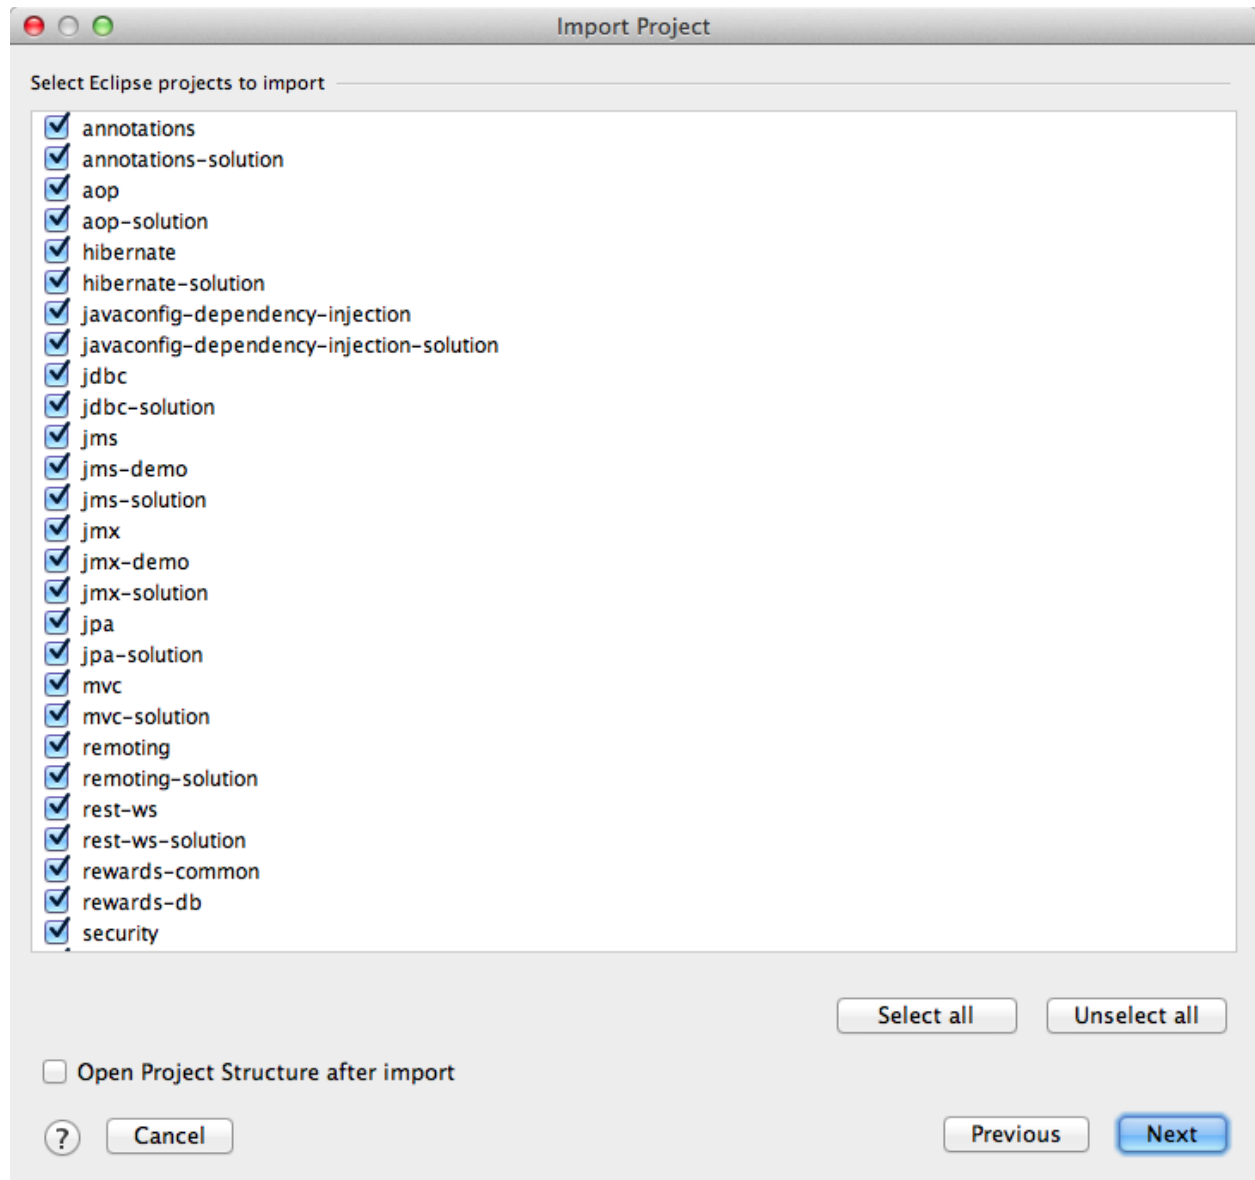 Import Project
Select Eclipse projects to import
annotations
annotations-solution
aop
aop-solution
hibernate
hibernate-solution
javaconfig-dependency-injection
javaconfig-dependency-injection-solution
jdbc
jdbc-solution
jms
jms-demo
jms-solution
jmx
jmx-demo
jmx-solution
jpa
jpa-solution
mvc
mvc-solution
remoting
remoting-solution
rest-ws
rest-ws-solution
rewards-common
rewards-db
security
Select all Unselect all
Open Project Structure after import
? Cancel Previous Next